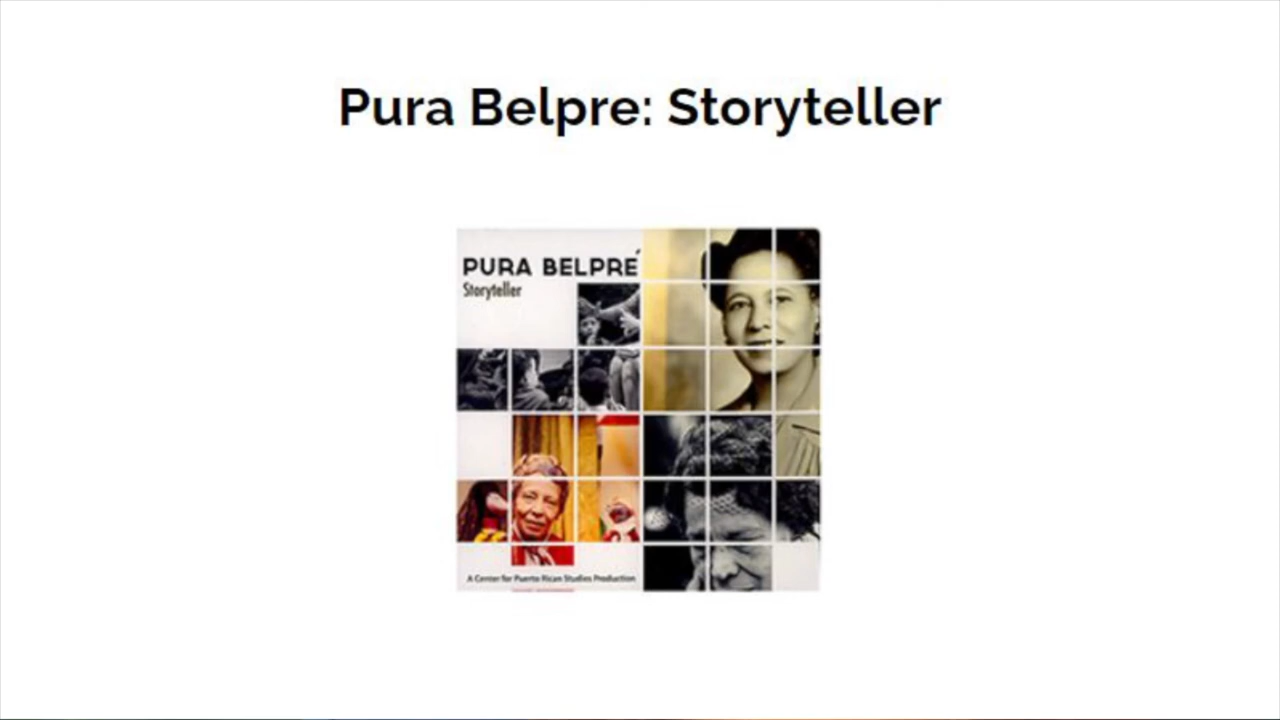 Pura Belpre: Storyteller
PURA BELPRÉ
Storyteller
A Center for Puerto Rican Studies Production